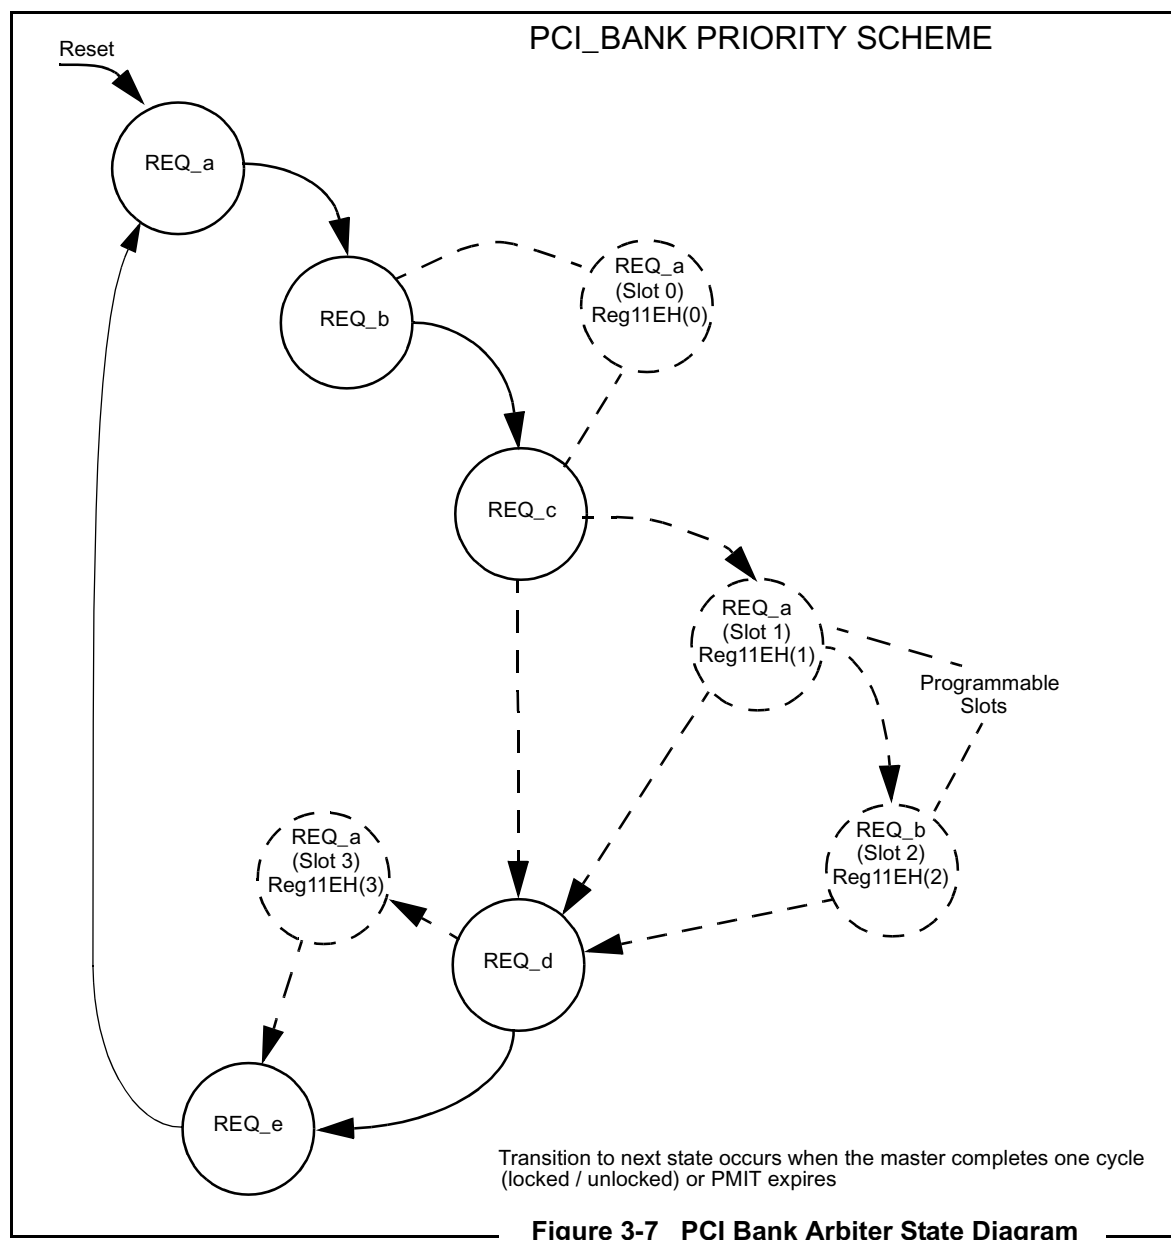 PCI_BANK PRIORITY SCHEME
Reset
REQ_a
REQ_b
REQ_a
(Slot 0)
Reg11EH(0)
REQ_c
REQ_a
(Slot 1)
Reg11EH(1)
Programmable
Slots
REQ_a
(Slot 3)
Reg11EH(3)
REQ_b
(Slot 2)
Reg11EH(2)
REQ_d
REQ_e
Transition to next state occurs when the master completes one cycle
(locked / unlocked) or PMIT expires
Figure 3-7 PCI Bank Arbiter State Diagram